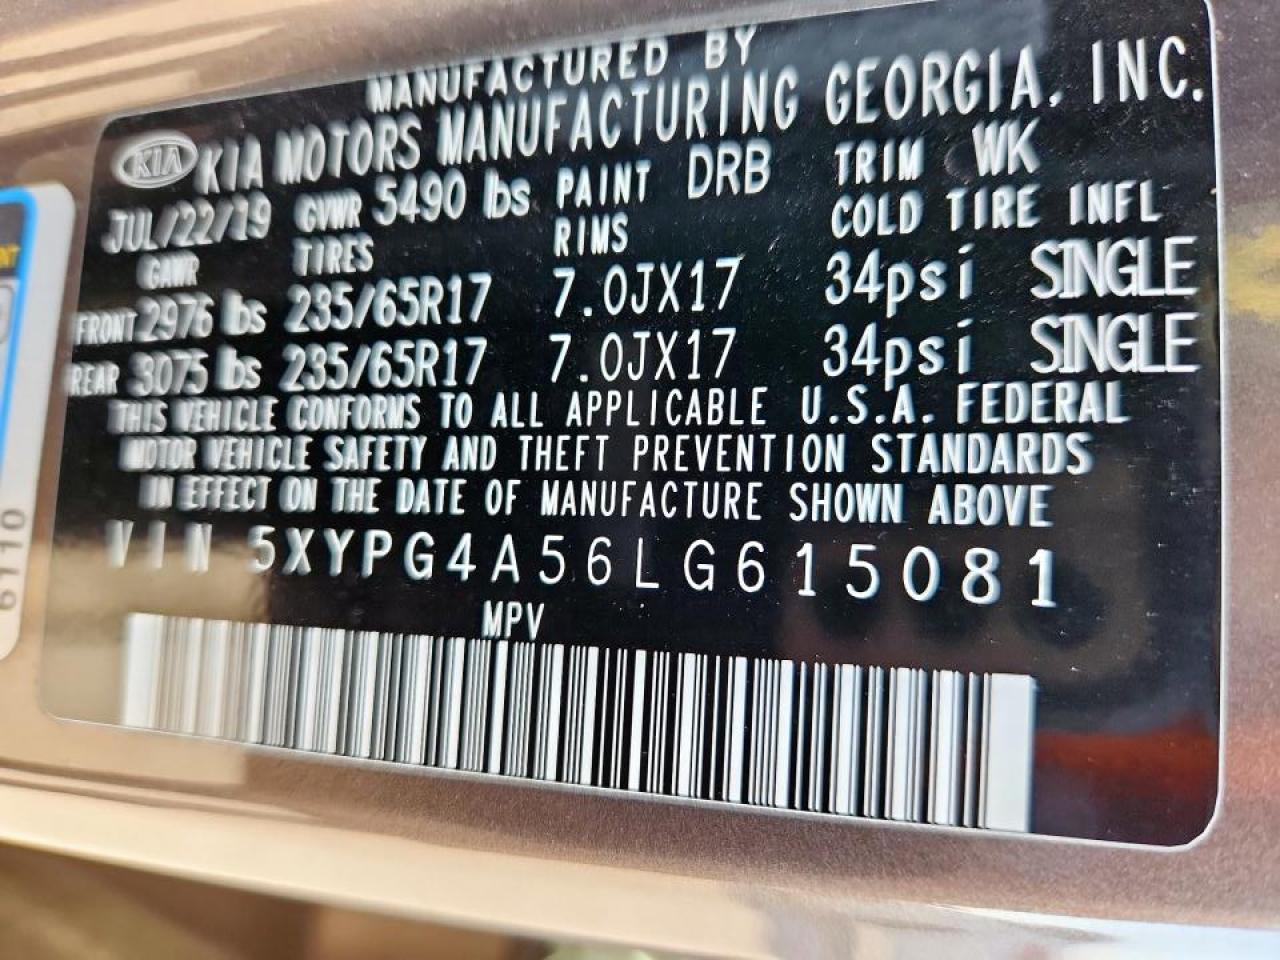 MANUFACTURED BY
KIA KIA MOTORS MANUFACTURING GEORGIA, INC.
JUL/22/19 GVWR 5490 lbs PAINT DRB TRIM WK
GAWR TIRES RIMS COLD TIRE INFL
FRONT 2976 lbs 235/65R17 7.0JX17 34psi SINGLE
REAR 3075 lbs 235/65R17 7.0JX17 34psi SINGLE
THIS VEHICLE CONFORMS TO ALL APPLICABLE U.S.A. FEDERAL
MOTOR VEHICLE SAFETY AND THEFT PREVENTION STANDARDS
IN EFFECT ON THE DATE OF MANUFACTURE SHOWN ABOVE
VIN 5XYPG4A56LG615081
MPV
6110